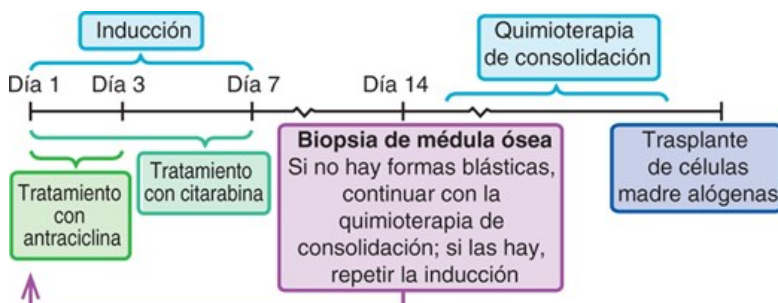 Inducción
Quimioterapia
de consolidación
Día 1
Día 3
Día 7
Día 14
Tratamiento
con
antraciclina
Tratamiento
con citarabina
Biopsia de médula ósea
Si no hay formas blásticas,
continuar con la
quimioterapia de
consolidación; si las hay,
repetir la inducción
Trasplante
de células
madre alógenas